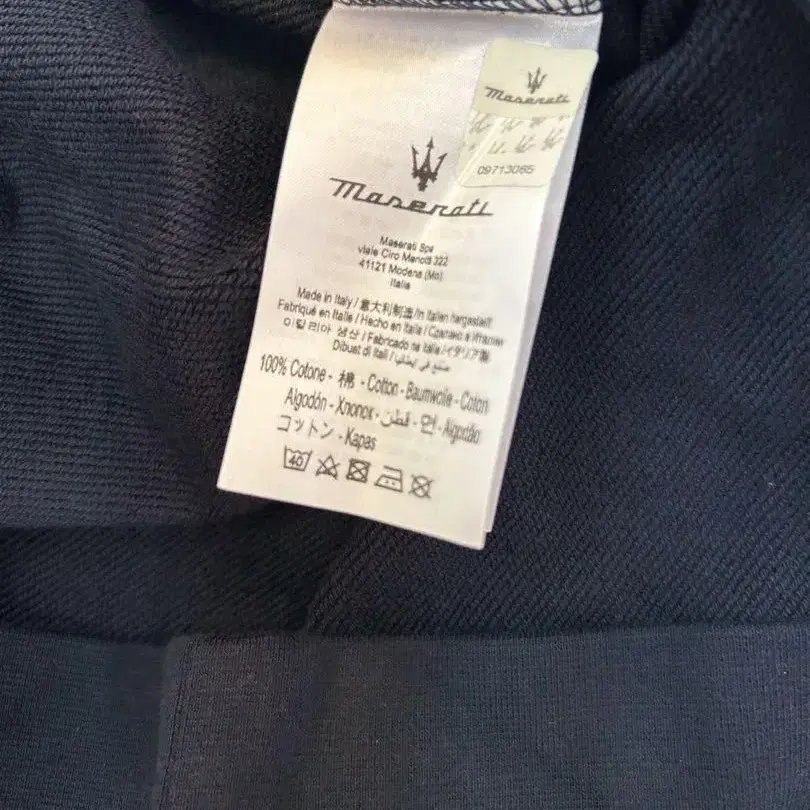 Maserati
09713065
Maserati
Maserati Spa
viale Ciro Menotti 322
41121 Modena (Mo)
Italia
Made in Italy / 意大利制造 / In Italien hergestellt
Fabriqué en Italie / Hecho en Italia / Сделано в Италии
이탈리아 생산 / Fabricado na Itália / イタリア製
Dibuat di Itali / صنع في إيطاليا
100% Cotone - 棉 - Cotton - Baumwolle - Coton
Algodón - Хлопок - قطن - 면 - Algodão
コットン - Kapas
40